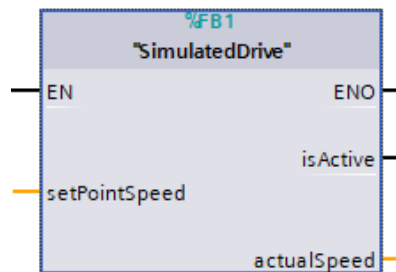 %FB1
"SimulatedDrive"
EN ENO
isActive
setPointSpeed
actualSpeed